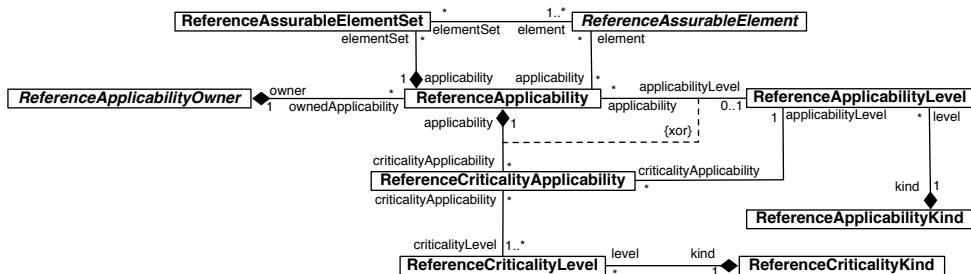 ReferenceAssurableElementSet * 1..* ReferenceAssurableElement
elementSet * elementSet element * element
1 applicability applicability *
ReferenceApplicabilityOwner owner ReferenceApplicability * applicabilityLevel ReferenceApplicabilityLevel
1 ownedApplicability * applicability 0..1
applicability 1 {xor} 1 applicabilityLevel * level
criticalityApplicability * criticalityApplicability
ReferenceCriticalityApplicability *
criticalityApplicability * kind 1
ReferenceApplicabilityKind
criticalityLevel 1..*
ReferenceCriticalityLevel level * kind 1 ReferenceCriticalityKind